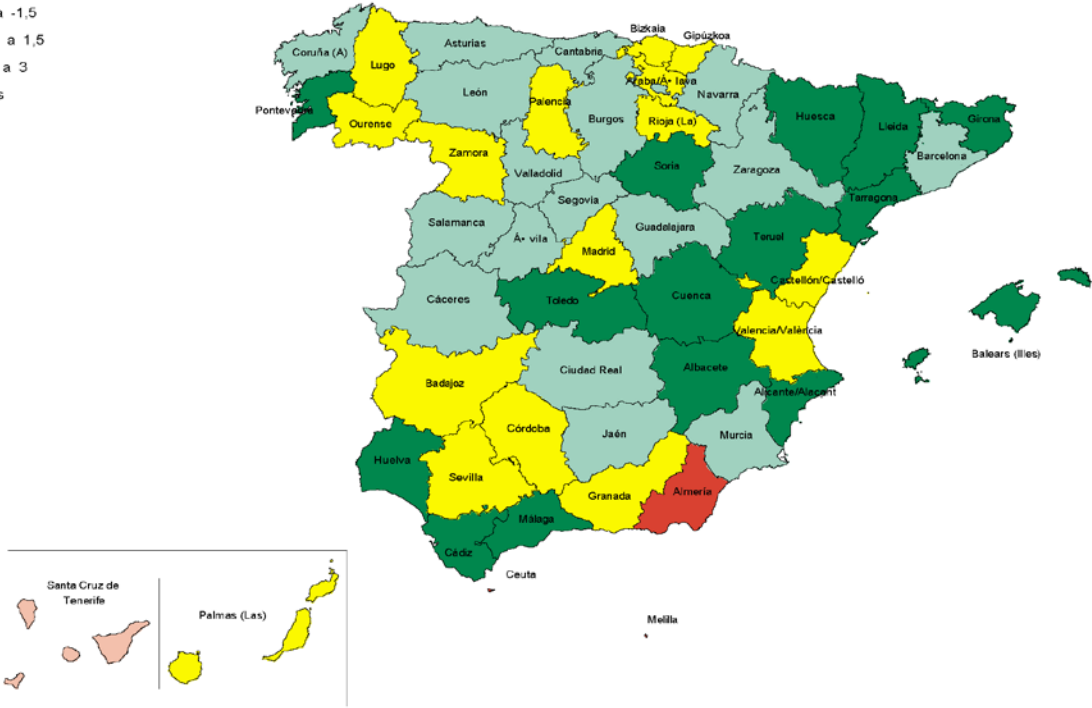 a -1,5
a 1,5
a 3
s
Bizkaia
Gipúzkoa
Asturias
Coruña (A)
Cantabria
Lugo
Araba/Á• lava
León
Navarra
Palencia
Pontevedra
Huesca
Burgos
Rioja (La)
Ourense
Lleida
Girona
Zamora
Barcelona
Soria
Valladolid
Zaragoza
Segovia
Tarragona
Salamanca
Guadalajara
Á• vila
Teruel
Madrid
Castellón/Castelló
Cáceres
Toledo
Cuenca
Valencia/València
Balears (Illes)
Ciudad Real
Albacete
Badajoz
Alicante/Alacant
Córdoba
Jaén
Murcia
Huelva
Sevilla
Granada
Almería
Málaga
Cádiz
Ceuta
Santa Cruz de
Tenerife
Palmas (Las)
Melilla